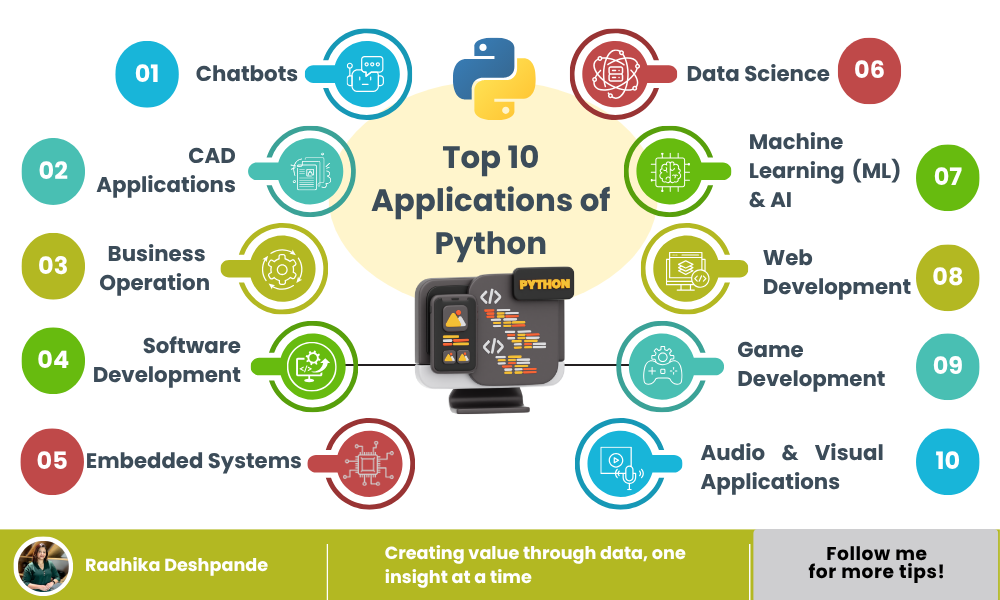 Top 10
Applications of
Python
01
Chatbots
02
CAD
Applications
03
Business
Operation
04
Software
Development
05
Embedded Systems
Data Science
06
Machine
Learning (ML)
& AI
07
Web
Development
08
Game
Development
09
Audio & Visual
Applications
10
PYTHON
</>
</>
Radhika Deshpande
Creating value through data, one
insight at a time
Follow me
for more tips!